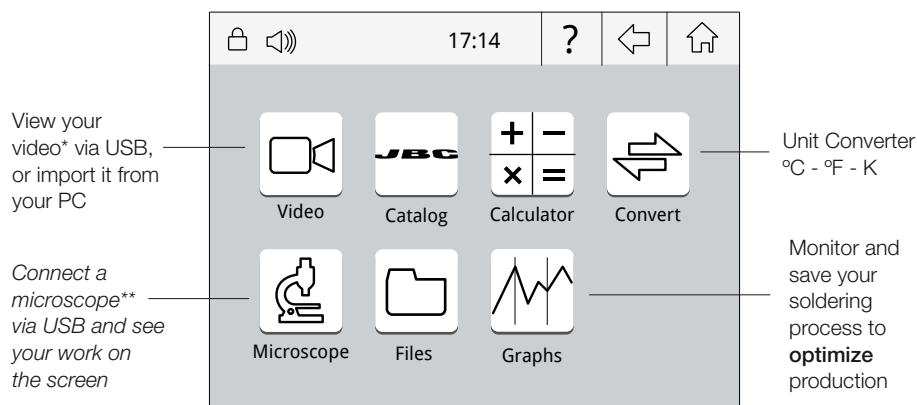 17:14 ?
View your
video* via USB,
or import it from
your PC
JBC
+ −
× =
Unit Converter
ºC - ºF - K
Video Catalog Calculator Convert
Connect a
microscope**
via USB and see
your work on
the screen
Monitor and
save your
soldering
process to
optimize
production
Microscope Files Graphs